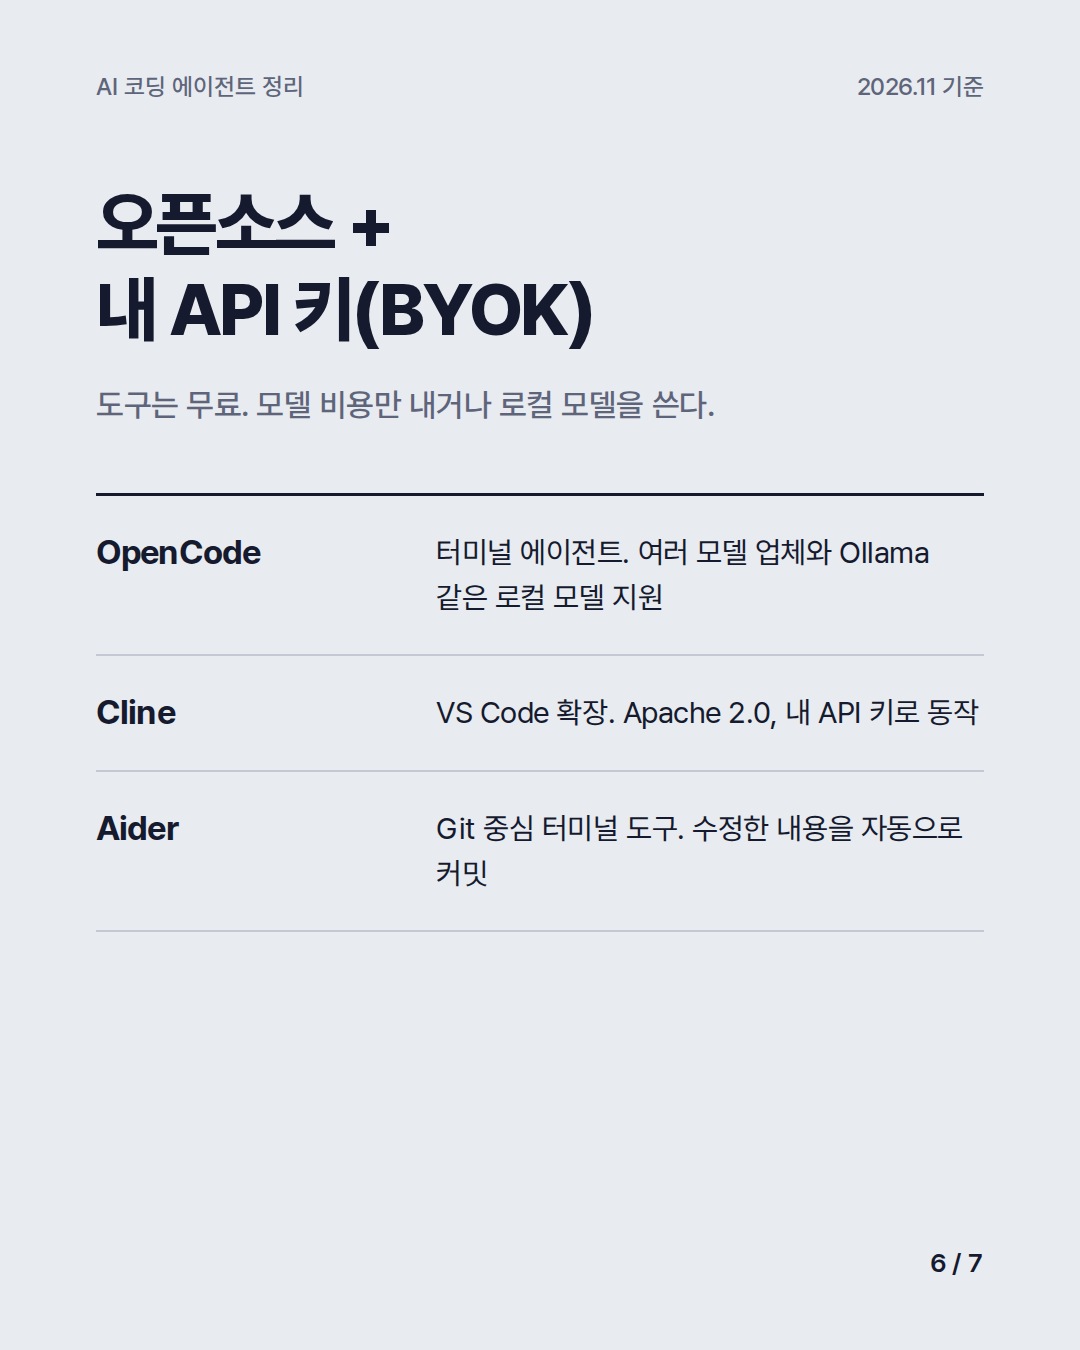 AI 코딩 에이전트 정리
2026.11 기준
오픈소스 +
내 API 키(BYOK)
도구는 무료. 모델 비용만 내거나 로컬 모델을 쓴다.
OpenCode
터미널 에이전트. 여러 모델 업체와 Ollama
같은 로컬 모델 지원
Cline
VS Code 확장. Apache 2.0, 내 API 키로 동작
Aider
Git 중심 터미널 도구. 수정한 내용을 자동으로
커밋
6 / 7